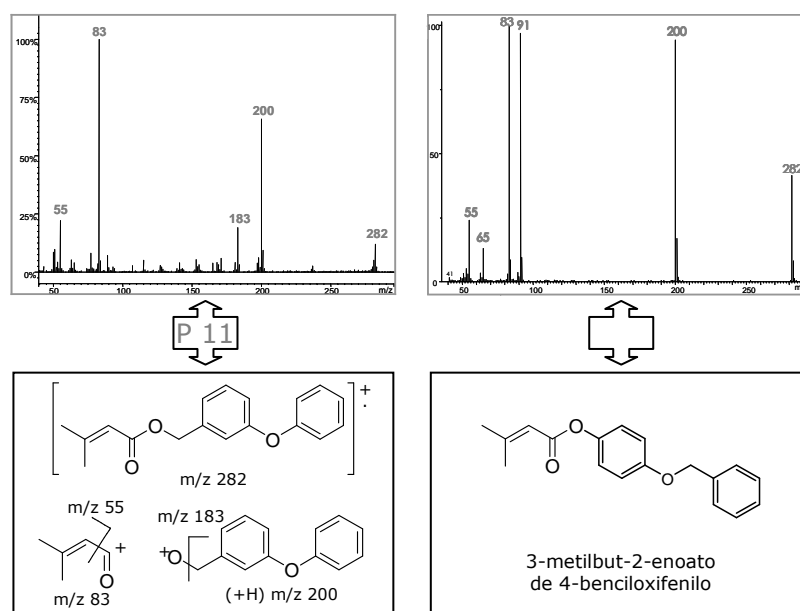 83
100%
75%
50%
25%
0%
200
183
55
282
50
100
150
200
250
m/z
83
91
200
100
50
0
55
65
41
282
50
100
150
200
250
P 11
+
.
O
O
O
m/z 282
m/z 55
m/z 183
+
O
m/z 83
+
O
O
(+H) m/z 200
O
O
O
3-metilbut-2-enoato
de 4-benciloxifenilo